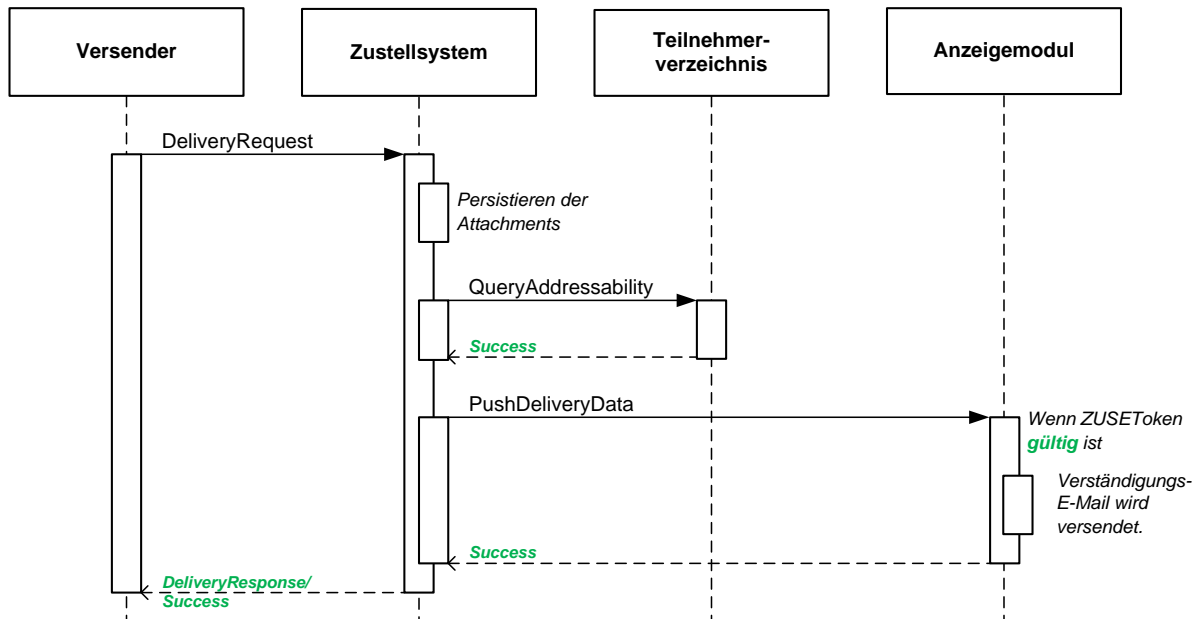 Versender
Zustellsystem
Teilnehmer-
verzeichnis
Anzeigemodul
DeliveryRequest
Persistieren der
Attachments
QueryAddressability
Success
PushDeliveryData
Wenn ZUSEToken
gültig ist
Verständigungs-
E-Mail wird
versendet.
Success
DeliveryResponse/
Success